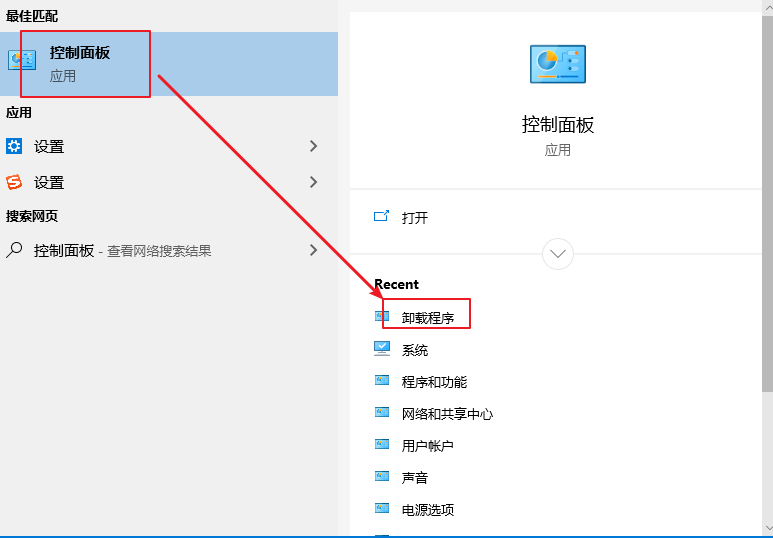 最佳匹配
控制面板
应用
应用
设置
设置
搜索网页
控制面板 - 查看网络搜索结果
控制面板
应用
打开
Recent
卸载程序
系统
程序和功能
网络和共享中心
用户帐户
声音
电源选项